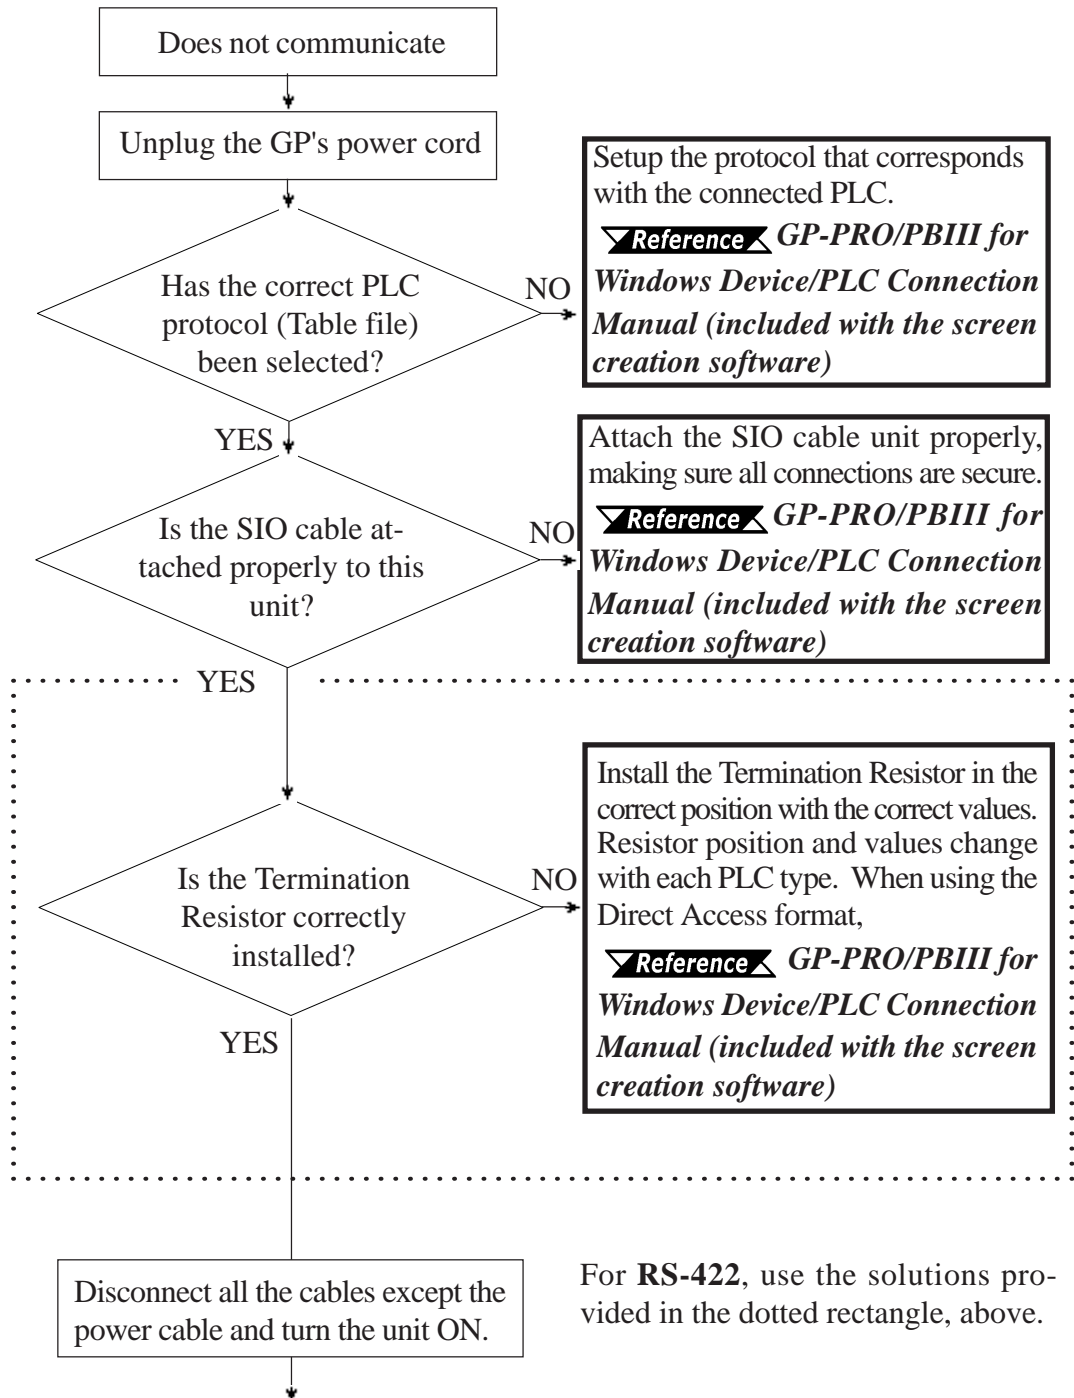 Does not communicate
Unplug the GP's power cord
Has the correct PLC
protocol (Table file)
been selected?
NO
Setup the protocol that corresponds
with the connected PLC.
Reference GP-PRO/PBIII for
Windows Device/PLC Connection
Manual (included with the screen
creation software)
YES
Is the SIO cable at-
tached properly to this
unit?
NO
Attach the SIO cable unit properly,
making sure all connections are secure.
Reference GP-PRO/PBIII for
Windows Device/PLC Connection
Manual (included with the screen
creation software)
YES
Is the Termination
Resistor correctly
installed?
NO
Install the Termination Resistor in the
correct position with the correct values.
Resistor position and values change
with each PLC type. When using the
Direct Access format,
Reference GP-PRO/PBIII for
Windows Device/PLC Connection
Manual (included with the screen
creation software)
YES
Disconnect all the cables except the
power cable and turn the unit ON.
For RS-422, use the solutions pro-
vided in the dotted rectangle, above.